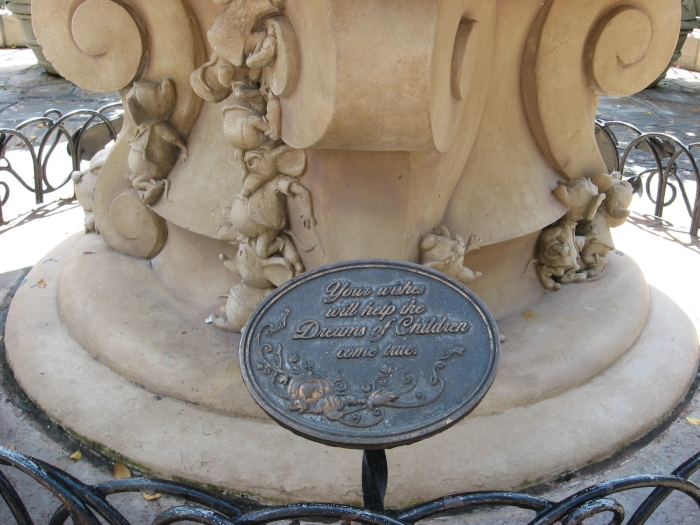 Your wishes
will help the
Dreams of Children
come true.